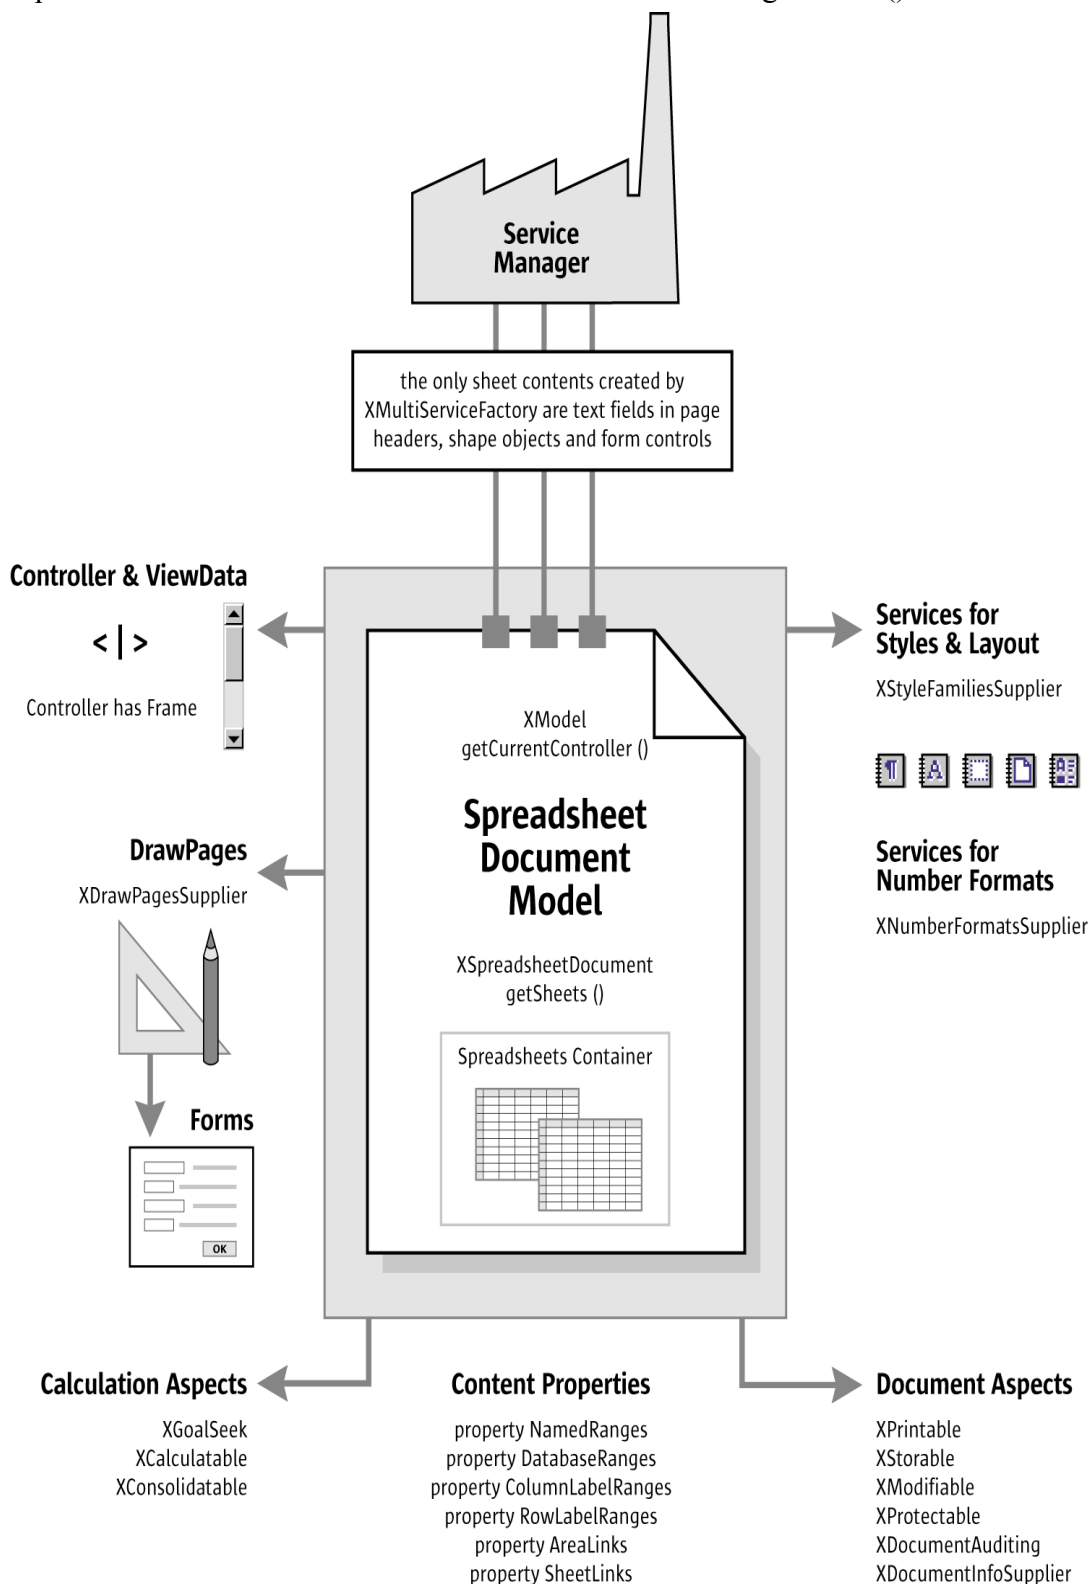 Service
Manager
the only sheet contents created by
XMultiServiceFactory are text fields in page
headers, shape objects and form controls
Controller & ViewData
< | >
Controller has Frame
Services for
Styles & Layout
XStyleFamiliesSupplier
XModel
getCurrentController ()
Spreadsheet
Document
Model
DrawPages
XDrawPagesSupplier
Services for
Number Formats
XNumberFormatsSupplier
XSpreadsheetDocument
getSheets ()
Spreadsheets Container
Forms
OK
Calculation Aspects
XGoalSeek
XCalculatable
XConsolidatable
Content Properties
property NamedRanges
property DatabaseRanges
property ColumnLabelRanges
property RowLabelRanges
property AreaLinks
property SheetLinks
Document Aspects
XPrintable
XStorable
XModifiable
XProtectable
XDocumentAuditing
XDocumentInfoSupplier